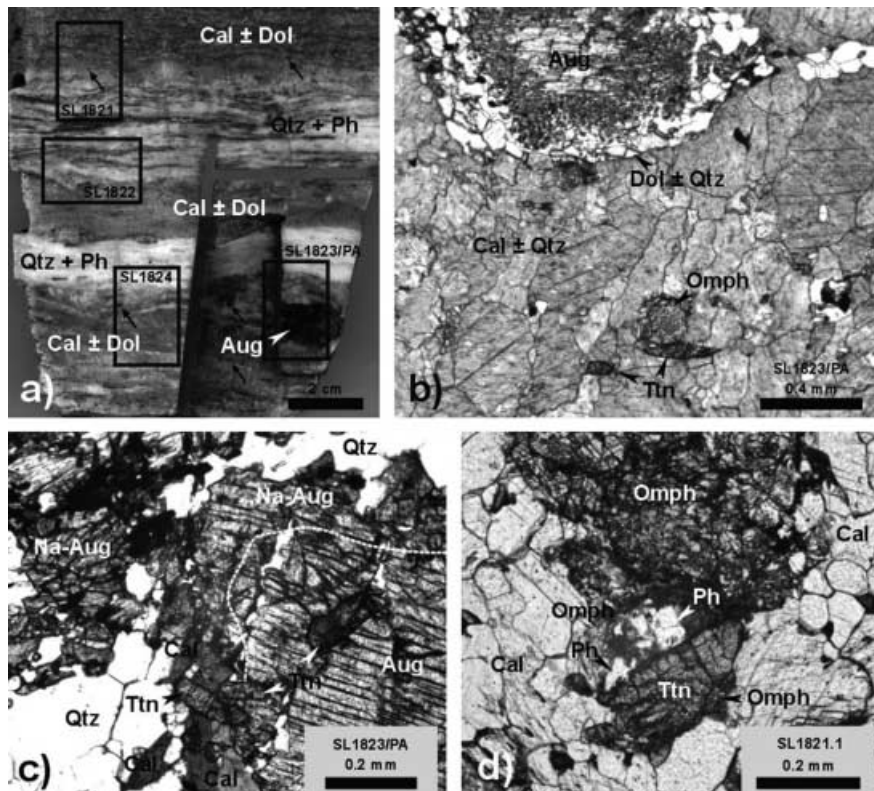 Cal ± Dol
SL1821
Qtz + Ph
SL1822
Cal ± Dol
Qtz + Ph
SL1823/PA
SL1824
Cal ± Dol
Aug
a)
2 cm
Aug
Dol ± Qtz
Cal ± Qtz
Omph
Ttn
SL1823/PA
b)
0.4 mm
Qtz
Na-Aug
Na-Aug
Cal
Aug
Ttn
Ttn
Qtz
Cal
Cal
SL1823/PA
c)
0.2 mm
Omph
Cal
Ph
Omph
Ph
Cal
Ttn
Omph
SL1821.1
d)
0.2 mm